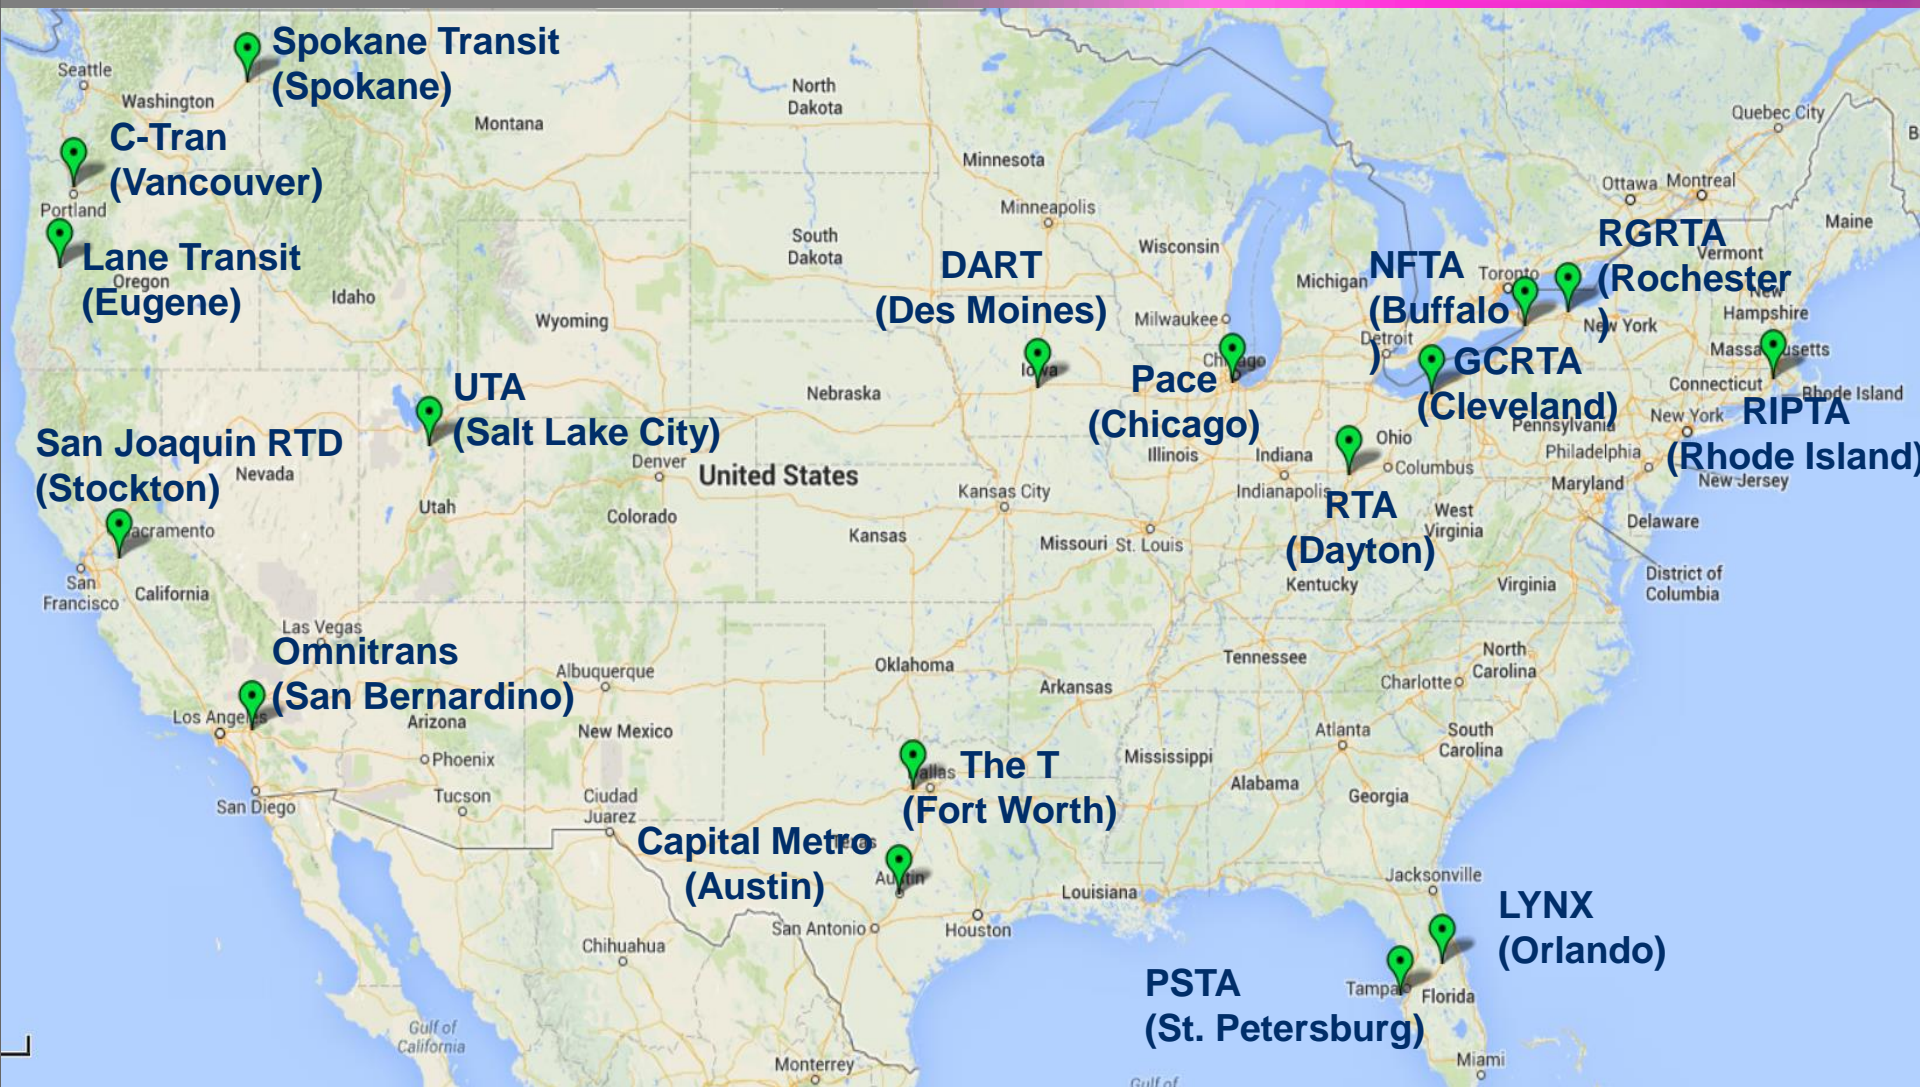 Spokane Transit
(Spokane)
Seattle
Washington
Montana
North
Dakota
Quebec City
C-Tran
(Vancouver)
Minnesota
Ottawa
Montreal
Portland
Minneapolis
Maine
Lane Transit
(Eugene)
Oregon
Idaho
South
Dakota
DART
(Des Moines)
Wisconsin
Michigan
NFTA
(Buffalo
)
Toronto
RGRTA
(Rochester
)
Vermont
New
Hampshire
Wyoming
Milwaukee
Detroit
New York
Iowa
Chicago
Massachusetts
GCRTA
(Cleveland)
Pace
(Chicago)
UTA
(Salt Lake City)
Nebraska
Connecticut
Rhode Island
RIPTA
(Rhode Island)
New York
Pennsylvania
San Joaquin RTD
(Stockton)
Nevada
Denver
United States
Illinois
Indiana
Ohio
Columbus
Philadelphia
Maryland
New Jersey
Utah
Colorado
Kansas City
Indianapolis
RTA
(Dayton)
West
Virginia
Delaware
Sacramento
Kansas
Missouri
St. Louis
San
Francisco
California
Kentucky
Virginia
District of
Columbia
Las Vegas
Omnitrans
(San Bernardino)
Albuquerque
Oklahoma
Arkansas
Tennessee
North
Carolina
Charlotte
Los Angeles
Arizona
New Mexico
Phoenix
The T
(Fort Worth)
Dallas
Mississippi
Atlanta
South
Carolina
Alabama
Georgia
San Diego
Tucson
Ciudad
Juarez
Capital Metro
(Austin)
Texas
Austin
Louisiana
Jacksonville
LYNX
(Orlando)
San Antonio
Houston
Chihuahua
PSTA
(St. Petersburg)
Tampa
Florida
Gulf of
California
Monterrey
Miami
Gulf of